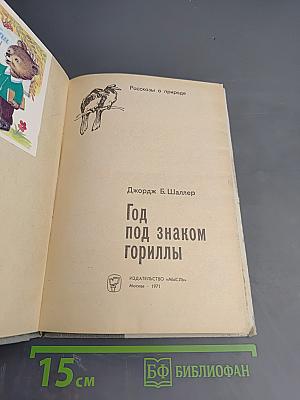 Рассказы о природе
Джордж Б. Шаллер
Год
под знаком
гориллы
ИЗДАТЕЛЬСТВО «МЫСЛЬ»
Москва · 1971
15 см
БФ БИБЛИОФАН